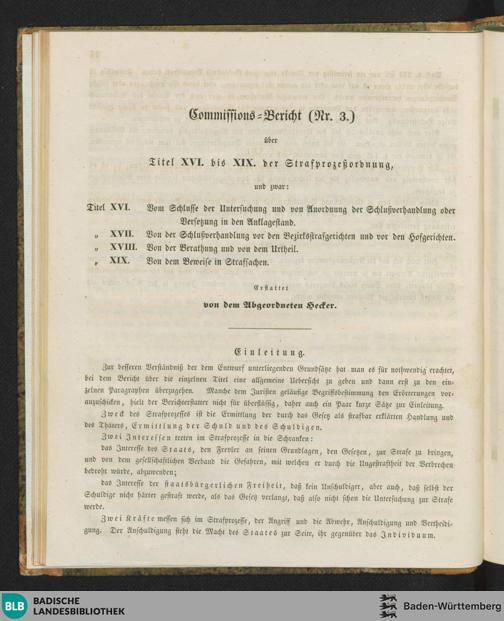 Commissions-Bericht (Nr. 3.)
über
Titel XVI. bis XIX. der Strafprozeßordnung,
und zwar:
Titel XVI. Vom Schlusse der Untersuchung und von Anordnung der Schlußverhandlung oder
Versetzung in den Anklagestand.
„ XVII. Von der Schlußverhandlung vor den Bezirksstrafgerichten und vor den Hofgerichten.
„ XVIII. Von der Berathung und von dem Urtheil.
„ XIX. Von dem Beweise in Strafsachen.
Erstattet
von dem Abgeordneten Hecker.
Einleitung.
Zur besseren Verständniß der dem Entwurf unterliegenden Grundsätze hat man es für nothwendig erachtet,
bei dem Bericht über die einzelnen Titel eine allgemeine Uebersicht zu geben und dann erst zu den ein-
zelnen Paragraphen überzugehen. Manche dem Juristen geläufige Begriffsbestimmung den Erörterungen vor-
anzuschicken, hielt der Berichterstatter nicht für überflüssig, daher auch ein Paar kurze Sätze zur Einleitung.
Zweck des Strafprozesses ist die Ermittlung der durch das Gesetz als strafbar erklärten Handlung und
des Thäters, Ermittlung der Schuld und des Schuldigen.
Zwei Interessen treten im Strafprozesse in die Schranken:
das Interesse des Staats, den Frevler an seinen Grundlagen, den Gesetzen, zur Strafe zu bringen,
und von dem gesellschaftlichen Verband die Gefahren, mit welchen er durch die Ungestraftheit der Verbrechen
bedroht würde, abzuwenden;
das Interesse der staatsbürgerlichen Freiheit, daß kein Unschuldiger, aber auch, daß selbst der
Schuldige nicht härter gestraft werde, als das Gesetz verlangt, daß also nicht schon die Untersuchung zur Strafe
werde.
Zwei Kräfte messen sich im Strafprozesse, der Angriff und die Abwehr, Anschuldigung und Vertheidi-
gung. Der Anschuldigung steht die Macht des Staates zur Seite, ihr gegenüber das Individuum.
BLB BADISCHE
LANDESBIBLIOTHEK
Baden-Württemberg